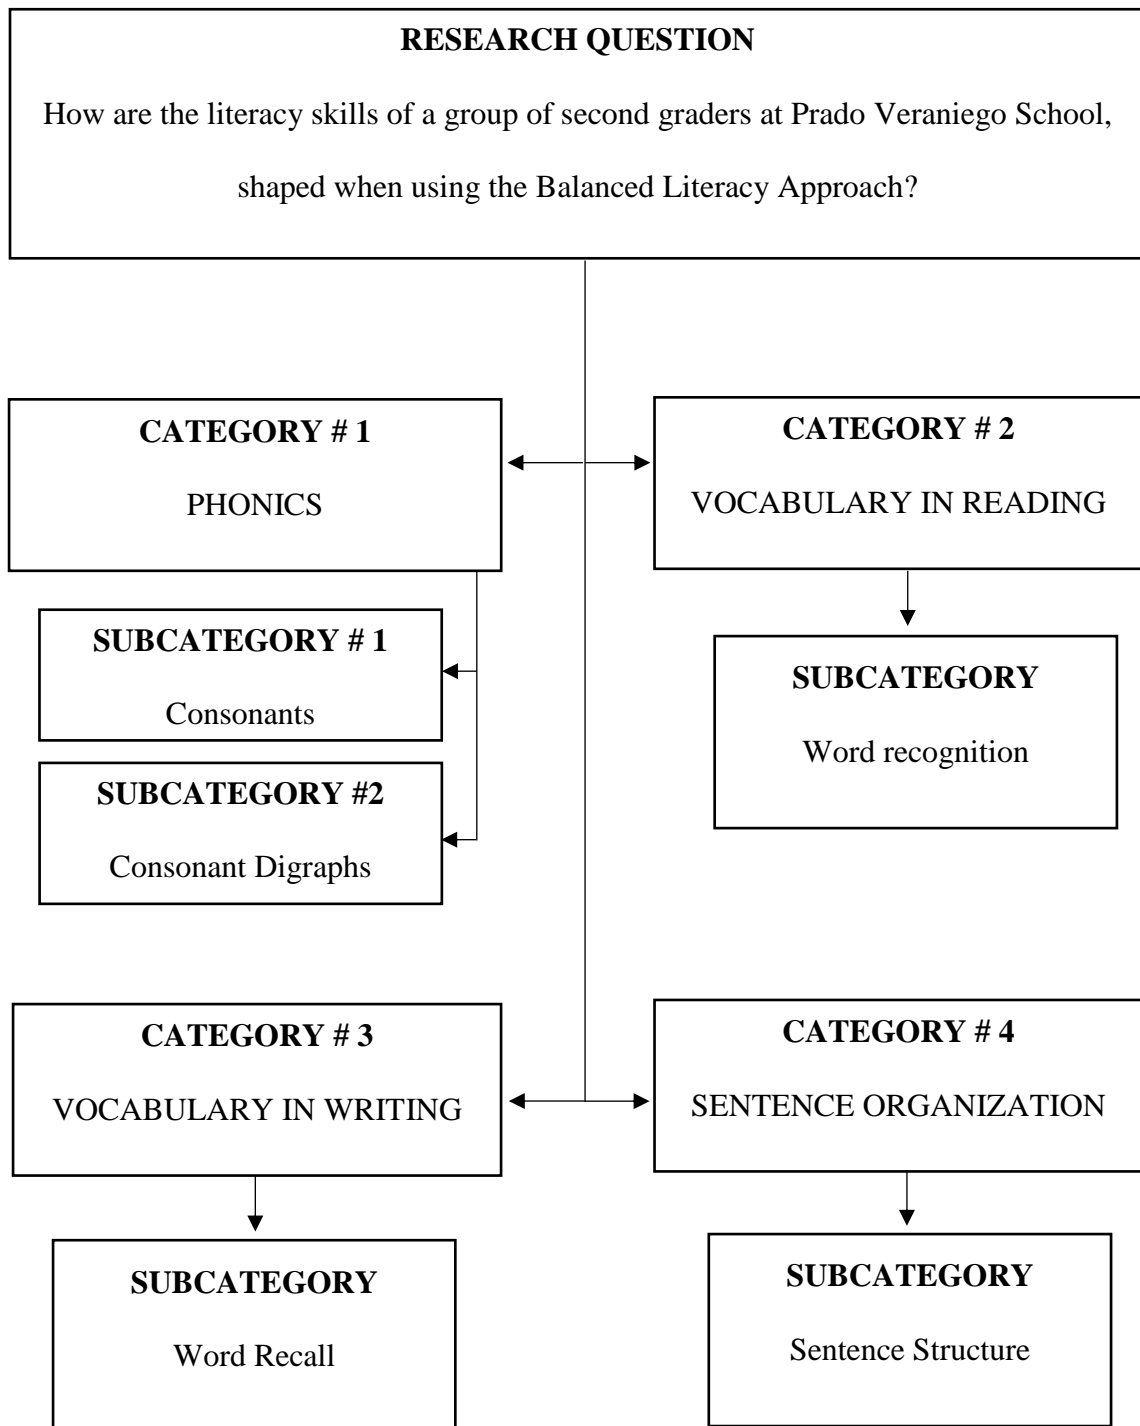 RESEARCH QUESTION
How are the literacy skills of a group of second graders at Prado Veraniego School,
shaped when using the Balanced Literacy Approach?
CATEGORY # 1
PHONICS
CATEGORY # 2
VOCABULARY IN READING
SUBCATEGORY # 1
Consonants
SUBCATEGORY #2
Consonant Digraphs
SUBCATEGORY
Word recognition
CATEGORY # 3
VOCABULARY IN WRITING
CATEGORY # 4
SENTENCE ORGANIZATION
SUBCATEGORY
Word Recall
SUBCATEGORY
Sentence Structure